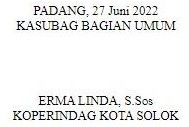 PADANG, 27 Juni 2022
KASUBAG BAGIAN UMUM
ERMA LINDA, S.Sos
KOPERINDAG KOTA SOLOK